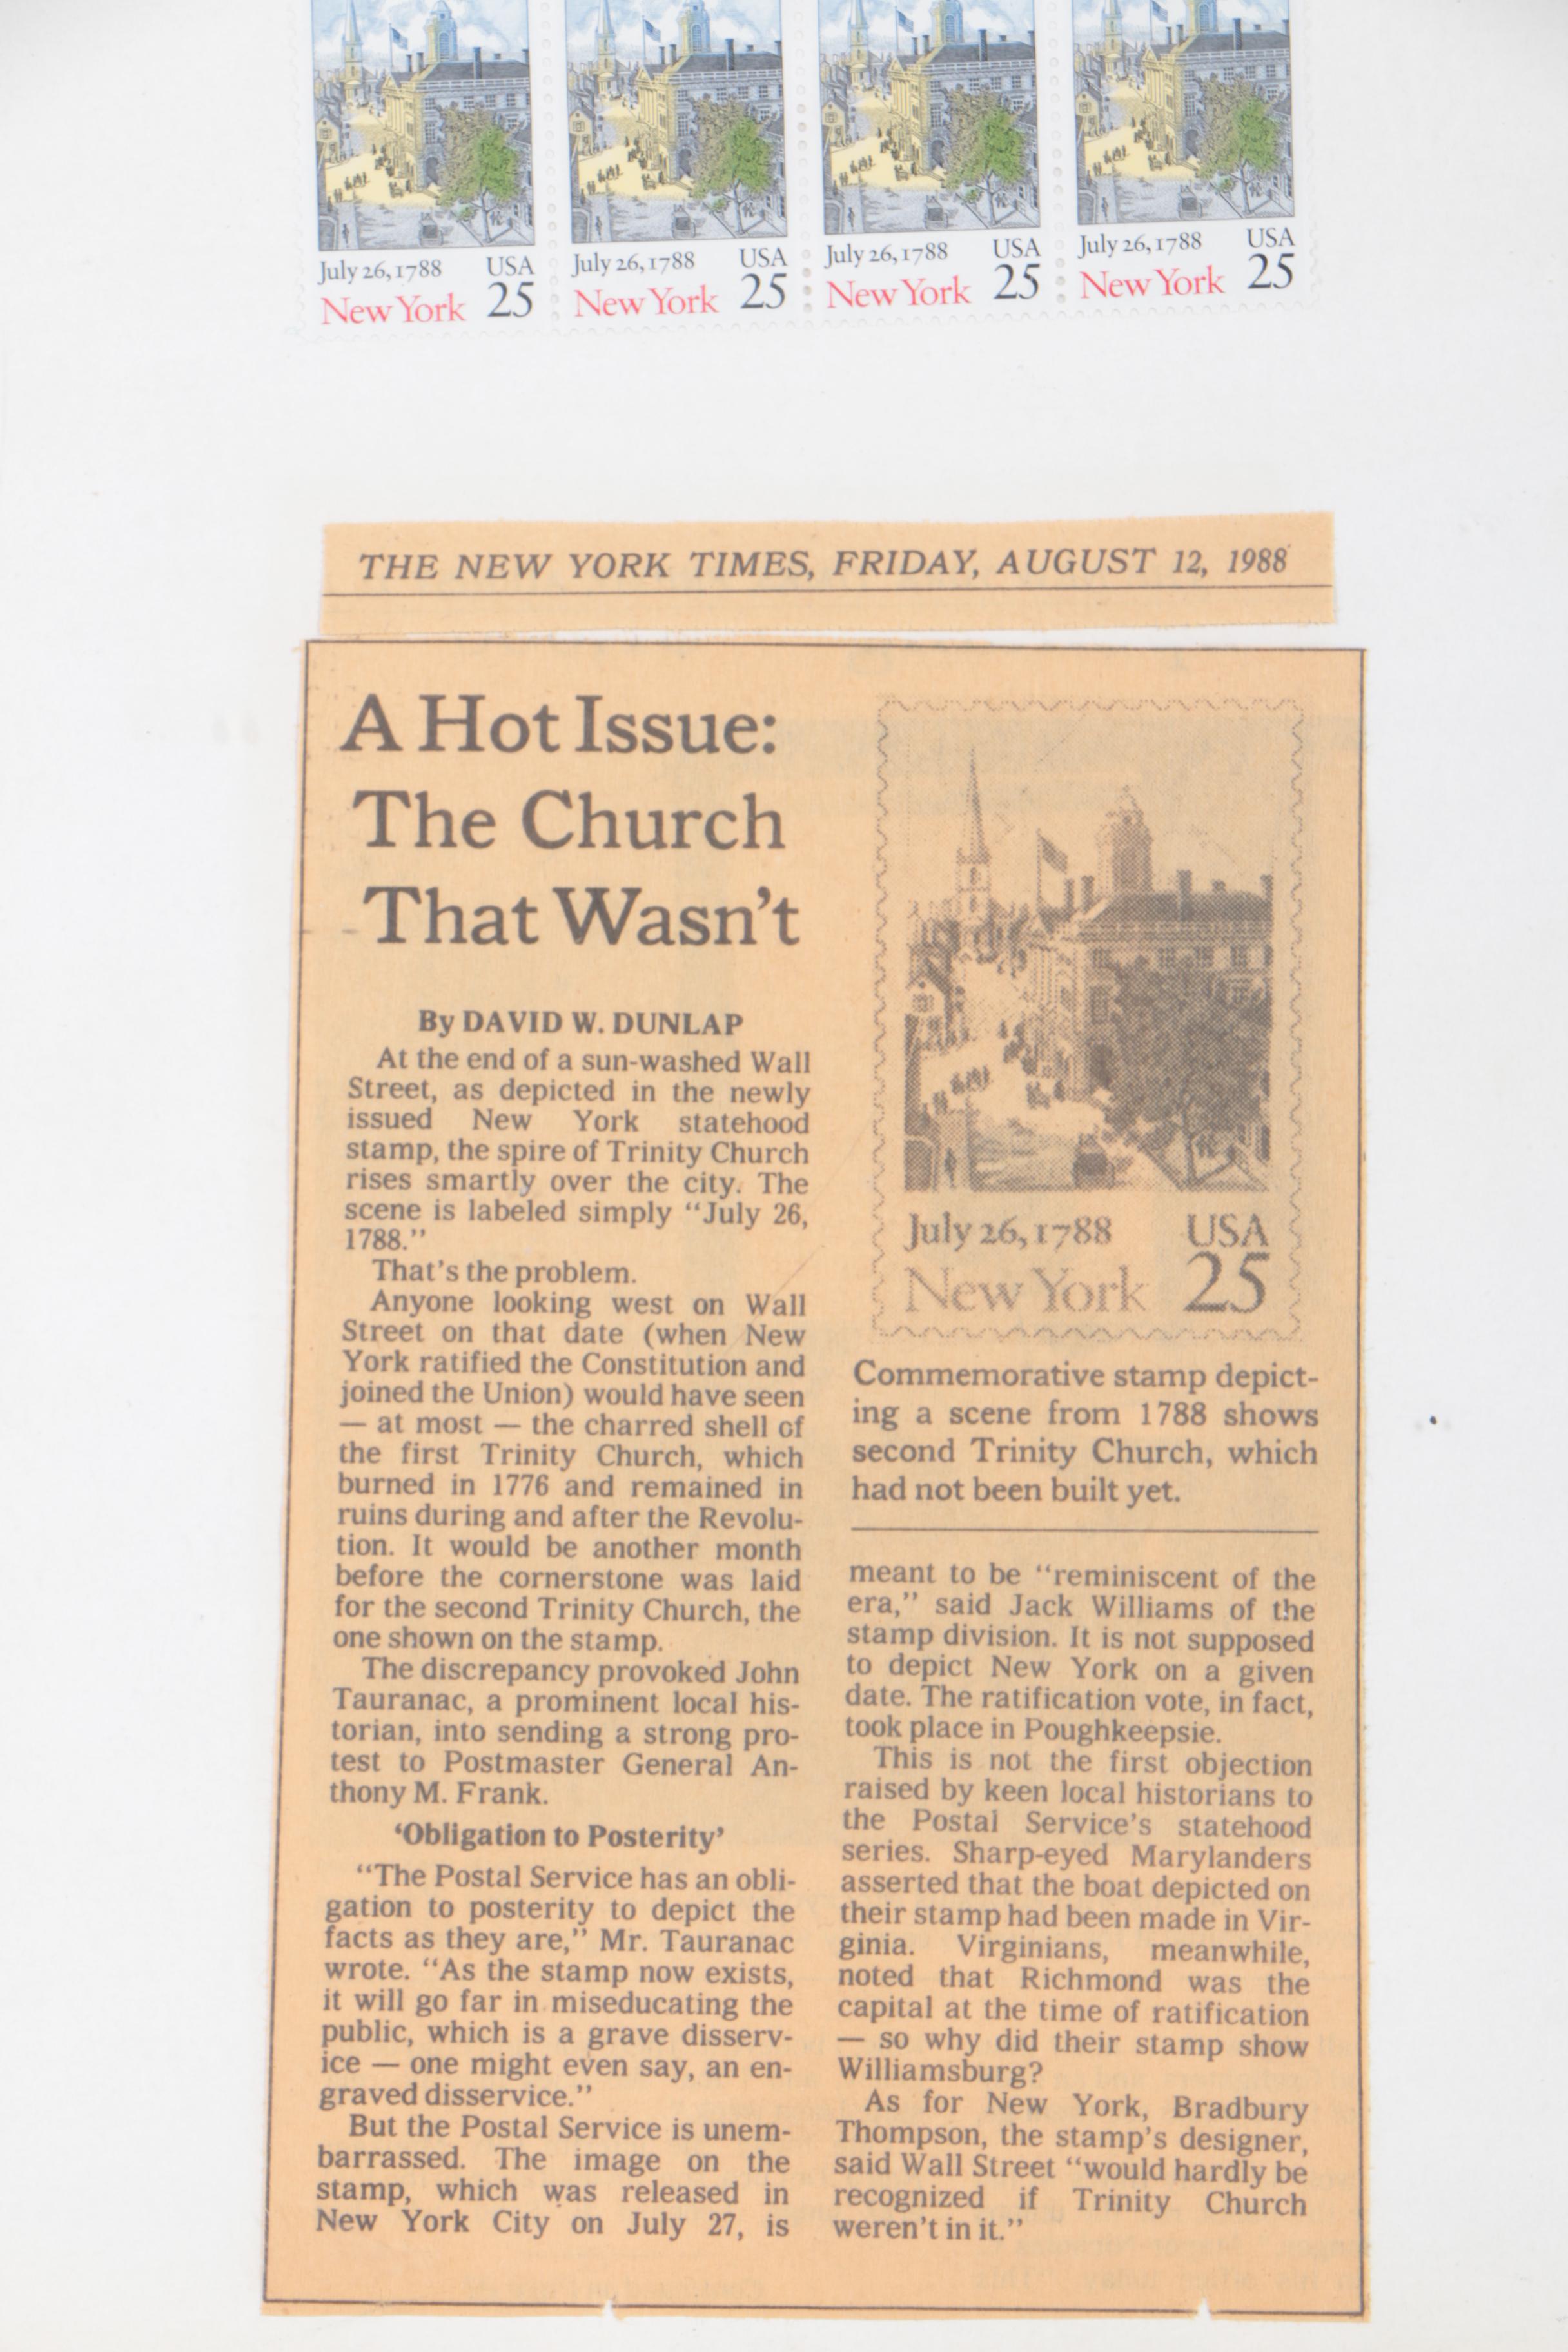 July 26, 1788 USA
New York 25
July 26, 1788 USA
New York 25
July 26, 1788 USA
New York 25
July 26, 1788 USA
New York 25
THE NEW YORK TIMES, FRIDAY, AUGUST 12, 1988
A Hot Issue:
The Church
That Wasn't
By DAVID W. DUNLAP
At the end of a sun-washed Wall
Street, as depicted in the newly
issued New York statehood
stamp, the spire of Trinity Church
rises smartly over the city. The
scene is labeled simply “July 26,
1788.”
That's the problem.
Anyone looking west on Wall
Street on that date (when New
York ratified the Constitution and
joined the Union) would have seen
— at most — the charred shell of
the first Trinity Church, which
burned in 1776 and remained in
ruins during and after the Revolu-
tion. It would be another month
before the cornerstone was laid
for the second Trinity Church, the
one shown on the stamp.
The discrepancy provoked John
Tauranac, a prominent local his-
torian, into sending a strong pro-
test to Postmaster General An-
thony M. Frank.
‘Obligation to Posterity’
“The Postal Service has an obli-
gation to posterity to depict the
facts as they are,” Mr. Tauranac
wrote. “As the stamp now exists,
it will go far in miseducating the
public, which is a grave disserv-
ice — one might even say, an en-
graved disservice.”
But the Postal Service is unem-
barrassed. The image on the
stamp, which was released in
New York City on July 27, is
July 26, 1788 USA
New York 25
Commemorative stamp depict-
ing a scene from 1788 shows
second Trinity Church, which
had not been built yet.
meant to be “reminiscent of the
era,” said Jack Williams of the
stamp division. It is not supposed
to depict New York on a given
date. The ratification vote, in fact,
took place in Poughkeepsie.
This is not the first objection
raised by keen local historians to
the Postal Service's statehood
series. Sharp-eyed Marylanders
asserted that the boat depicted on
their stamp had been made in Vir-
ginia. Virginians, meanwhile,
noted that Richmond was the
capital at the time of ratification
— so why did their stamp show
Williamsburg?
As for New York, Bradbury
Thompson, the stamp's designer,
said Wall Street “would hardly be
recognized if Trinity Church
weren't in it.”